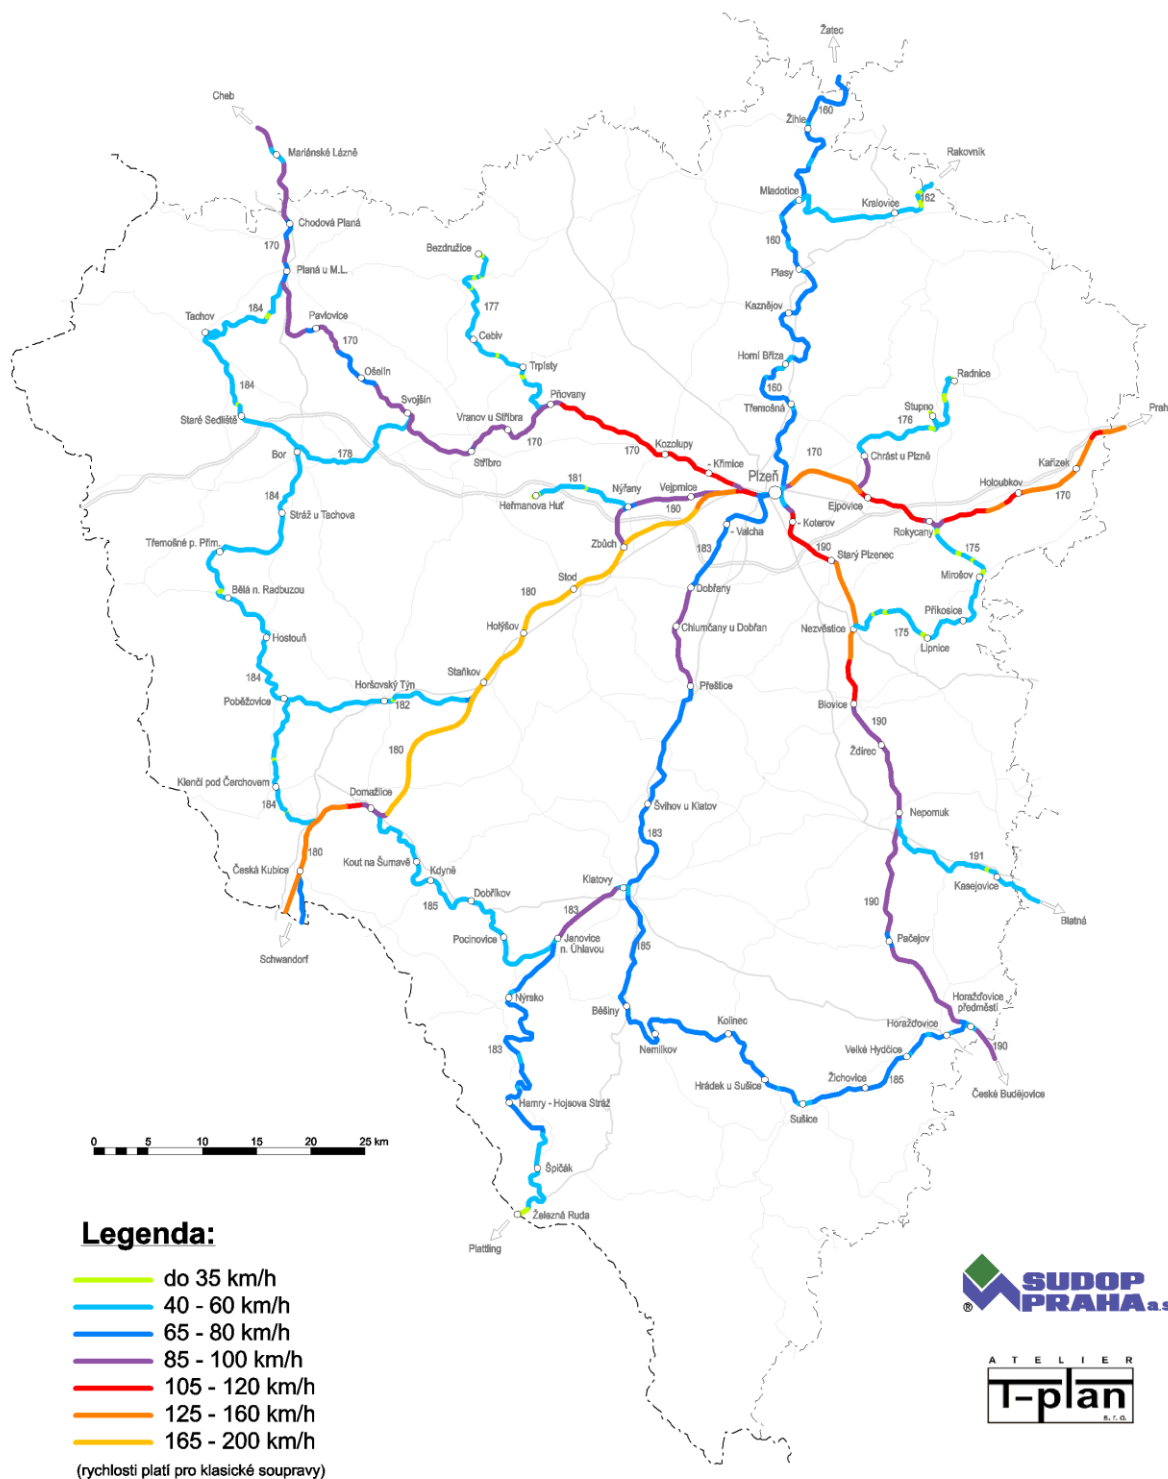 Žatec
Cheb
160
Žihle
Mariánské Lázně
Rakovník
Mladotice
162
Kralovice
Chodová Planá
170
160
Bezdružice
Planá u M.L.
Plasy
177
184
Kaznějov
Tachov
Pavlovice
170
Cebiv
Horní Bříza
Trpísty
Ošelín
160
Radnice
184
Pňovany
Třemošná
Svojšín
Stupno
Staré Sedliště
Vranov u Stříbra
176
Prah
170
170
Kozolupy
170
Bor
178
Stříbro
- Křimice
Chrást u Plzně
Kařízek
161
Nýřany
Vejprnice
Plzeň
Holoubkov
170
184
Heřmanova Huť
180
Ejpovice
Stráž u Tachova
- Koterov
Rokycany
- Valcha
Zbůch
183
190
Starý Plzenec
175
Třemošné p. Přim.
Mirošov
Stod
Dobřany
Bělá n. Radbuzou
180
Příkosice
Holýšov
Chlumčany u Dobřan
Nezvěstice
175
Hostouň
Lipnice
184
Staňkov
Horšovský Týn
Přeštice
Poběžovice
182
Blovice
190
180
Ždírec
Klenčí pod Čerchovem
Domažlice
184
Švihov u Klatov
Nepomuk
183
180
Kout na Šumavě
191
Česká Kubice
Kdyně
Klatovy
Kasejovice
185
Dobříkov
183
190
Blatná
Pocinovice
Janovice
n. Úhlavou
185
Pačejov
Schwandorf
Nýrsko
Běšiny
Horažďovice
předměstí
Kolinec
Horažďovice
183
Nemilkov
Velké Hydčice
190
Hrádek u Sušice
Žichovice
185
České Budějovice
Hamry - Hojsova Stráž
Sušice
0 5 10 15 20 25 km
Špičák
Železná Ruda
Plattling
Legenda:
do 35 km/h
40 - 60 km/h
65 - 80 km/h
85 - 100 km/h
105 - 120 km/h
125 - 160 km/h
165 - 200 km/h
(rychlosti platí pro klasické soupravy)
SUDOP
® PRAHA a.s
ATELIER
T-plan
s. r. o.